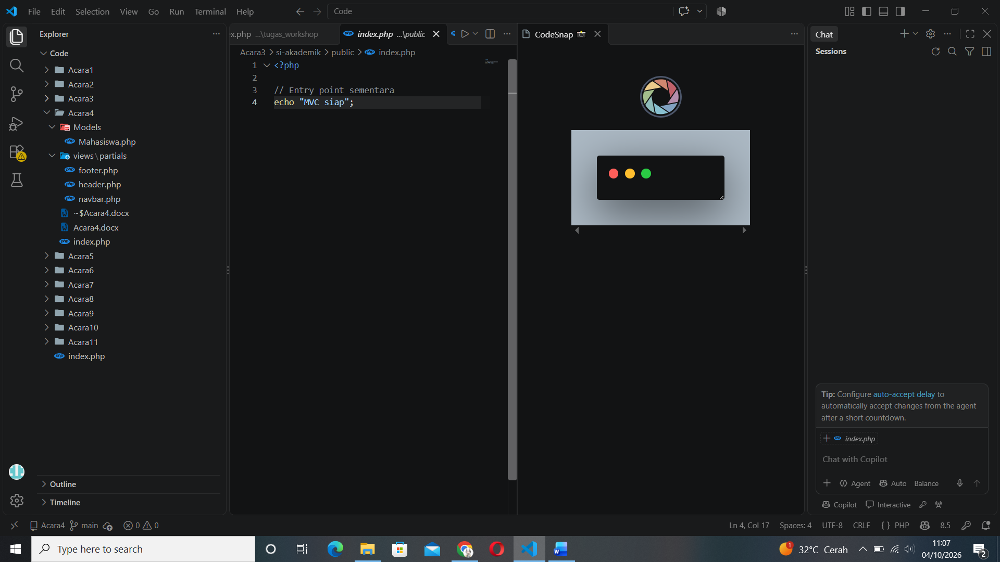 File Edit Selection View Go Run Terminal Help
Code
Explorer
Code
Acara1
Acara2
Acara3
Acara4
Models
Mahasiswa.php
views\partials
footer.php
header.php
navbar.php
~$Acara4.docx
Acara4.docx
index.php
Acara5
Acara6
Acara7
Acara8
Acara9
Acara10
Acara11
index.php
Outline
Timeline
ex.php ...\tugas_workshop
index.php ...\public
Acara3 > si-akademik > public > index.php
1 <?php
2
3 // Entry point sementara
4 echo "MVC siap";
CodeSnap
Chat
Sessions
Tip: Configure auto-accept delay to
automatically accept changes from the agent
after a short countdown.
index.php
Chat with Copilot
Agent Auto Balance
Copilot Interactive
Acara4 main 0 0
Ln 4, Col 17 Spaces: 4 UTF-8 CRLF { } PHP 8.5
Type here to search
1
32°C Cerah
11:07
04/10/2026
2